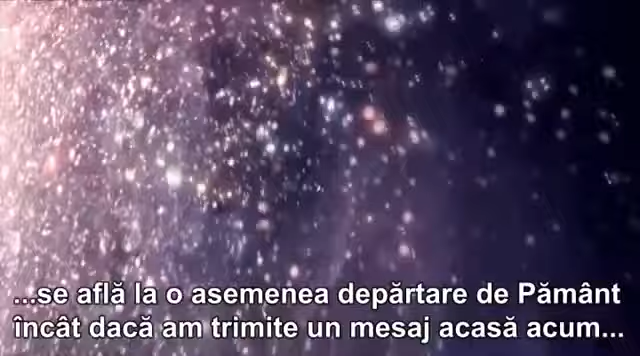 ...se află la o asemenea depărtare de Pământ
încât dacă am trimite un mesaj acasă acum...